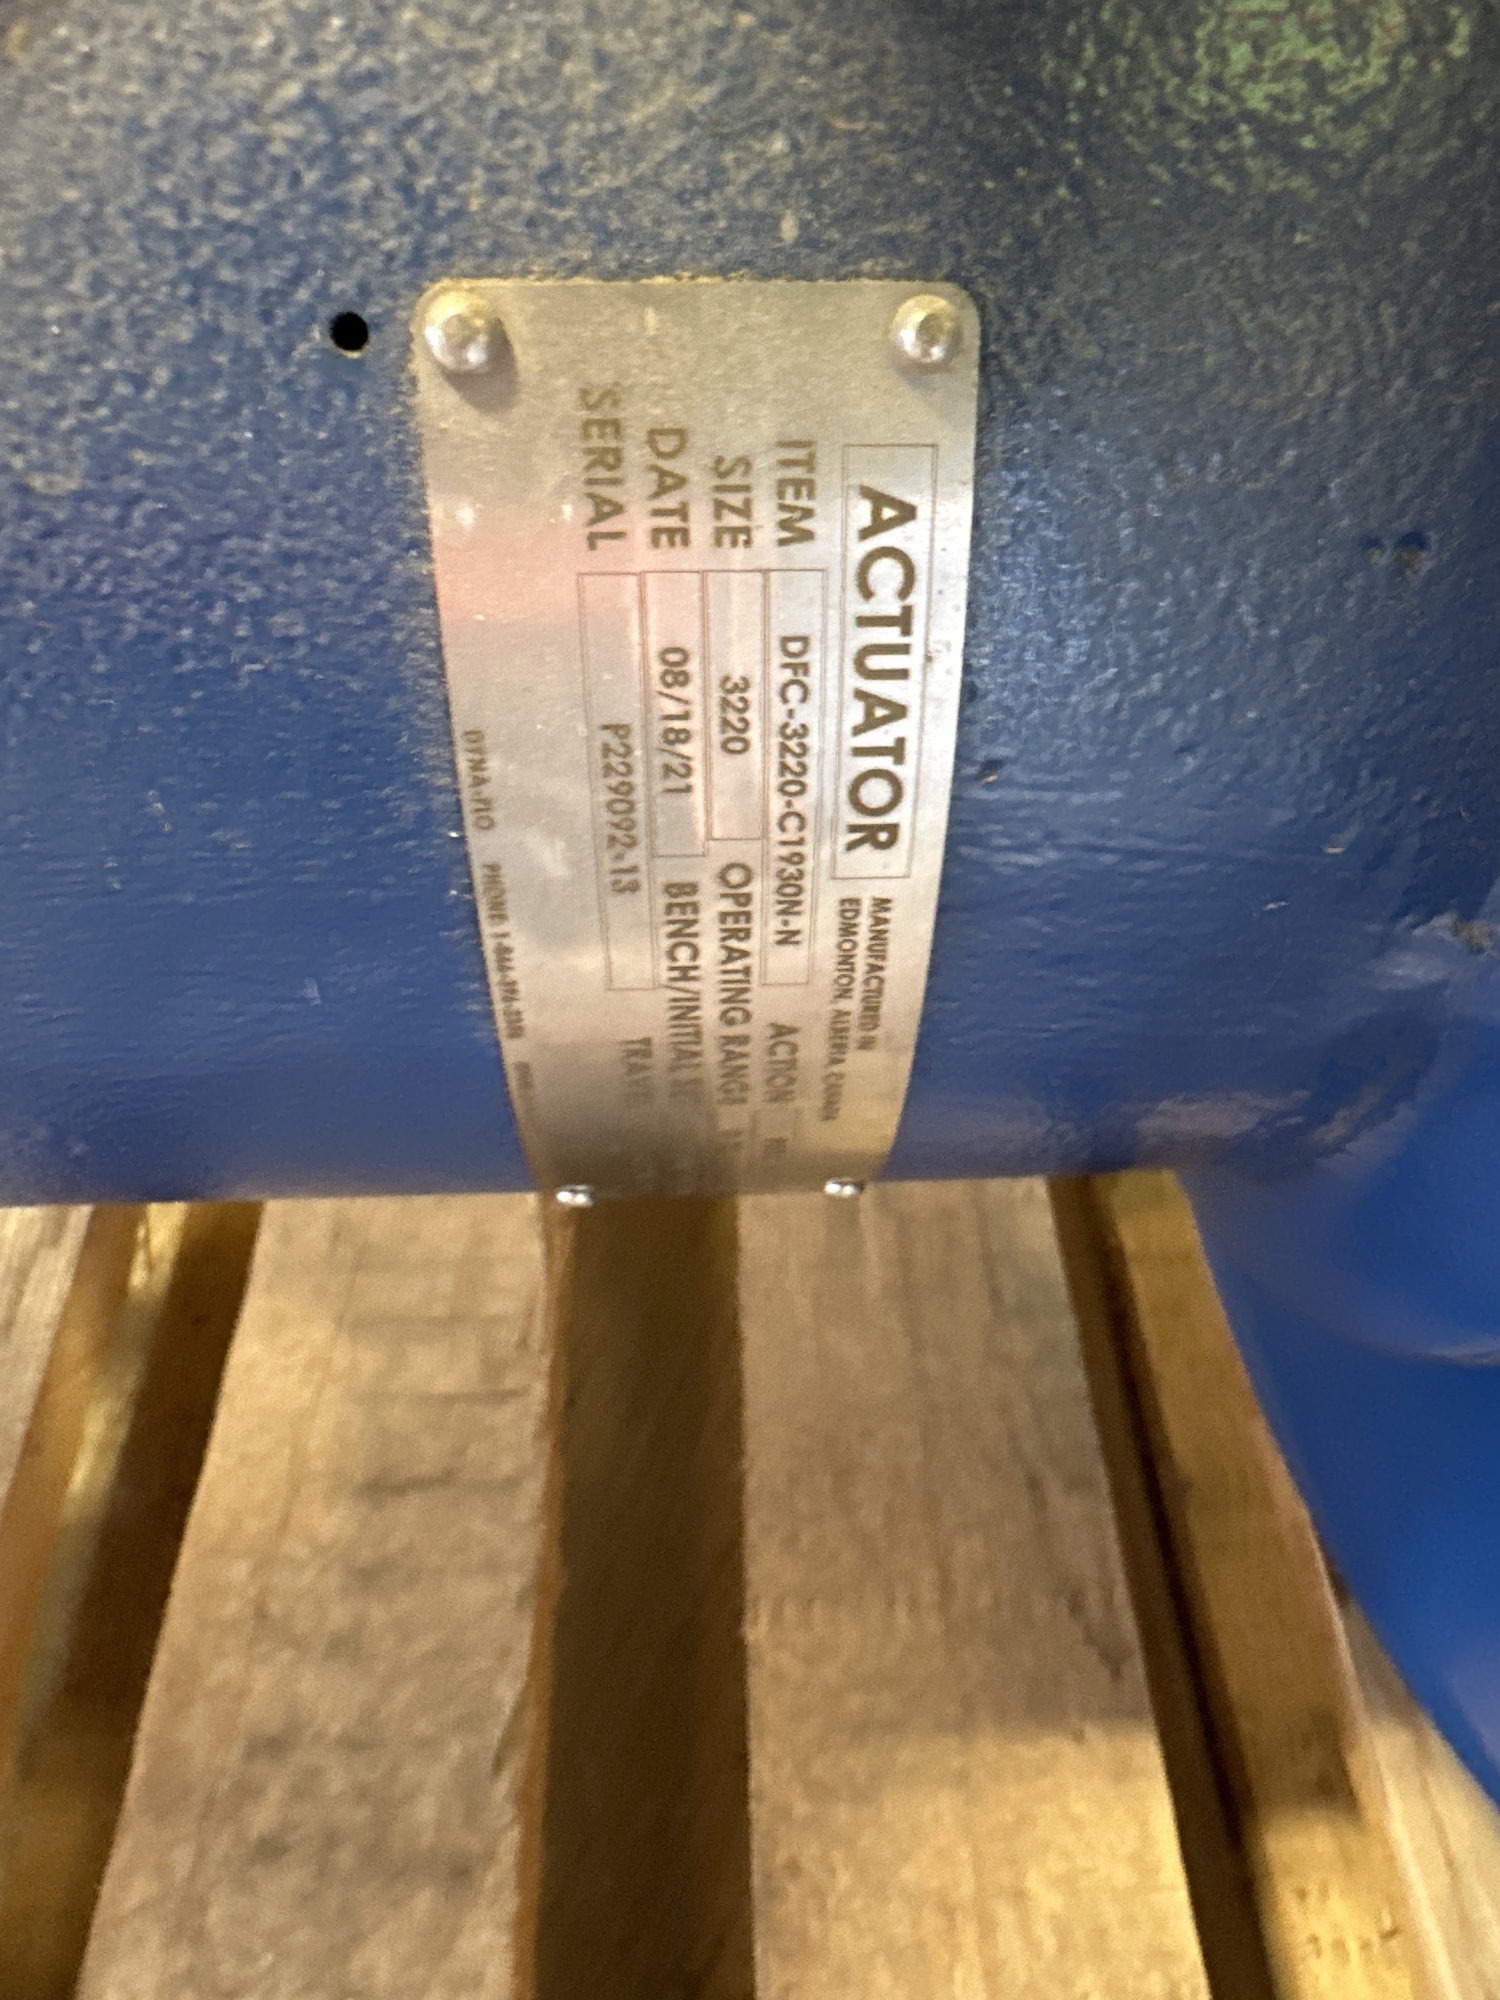 ACTUATOR MANUFACTURED IN
EDMONTON, ALBERTA, CANADA
ITEM DFC-3220-C1930N-N ACTION
SIZE 3220 OPERATING RANGE
DATE 08/18/21 BENCH/INITIAL
SERIAL P229092-13
DYNA-FLO PHONE: